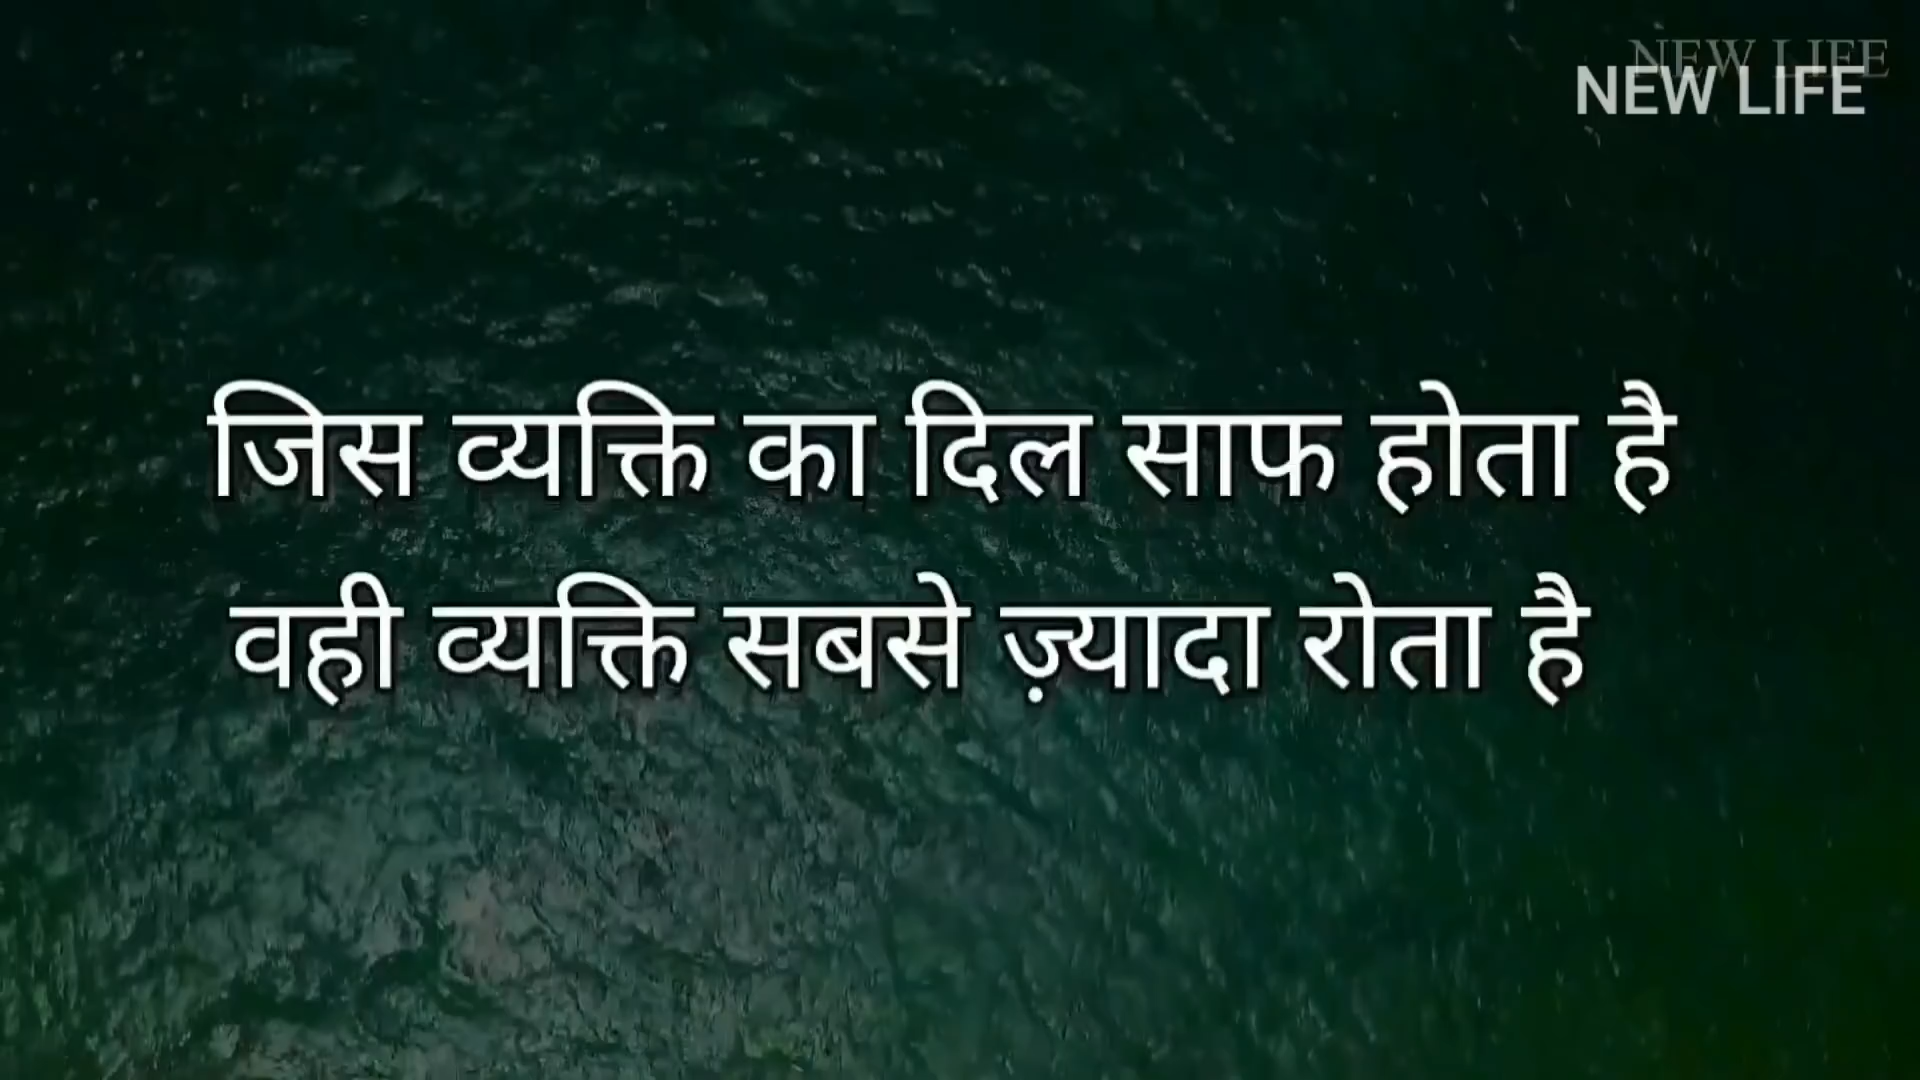 NEW LIFE
NEW LIFE
जिस व्यक्ति का दिल साफ होता है
वही व्यक्ति सबसे ज़्यादा रोता है